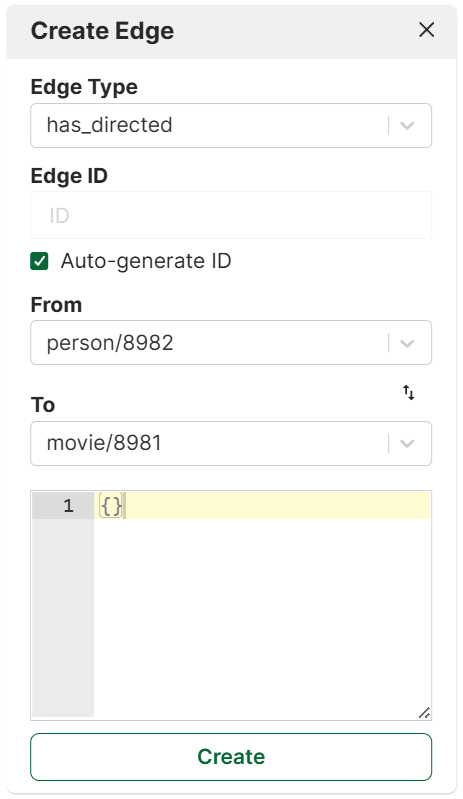 Create Edge
Edge Type
has_directed
Edge ID
ID
Auto-generate ID
From
person/8982
To
movie/8981
1 {}
Create